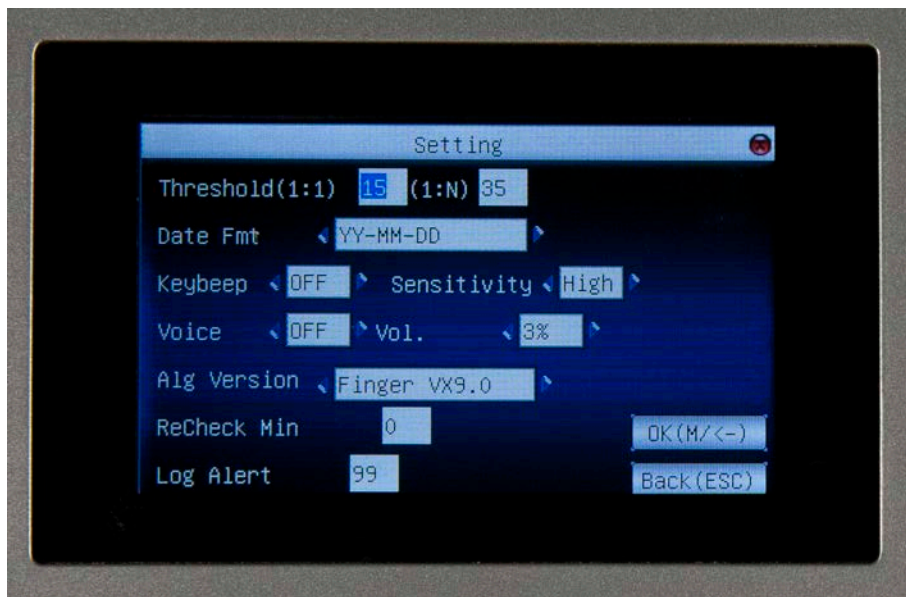 Setting
Threshold(1:1) 15 (1:N) 35
Date Fmt YY-MM-DD
Keybeep OFF Sensitivity High
Voice OFF Vol. 3%
Alg Version Finger VX9.0
ReCheck Min 0
OK(M/<-)
Log Alert 99
Back(ESC)